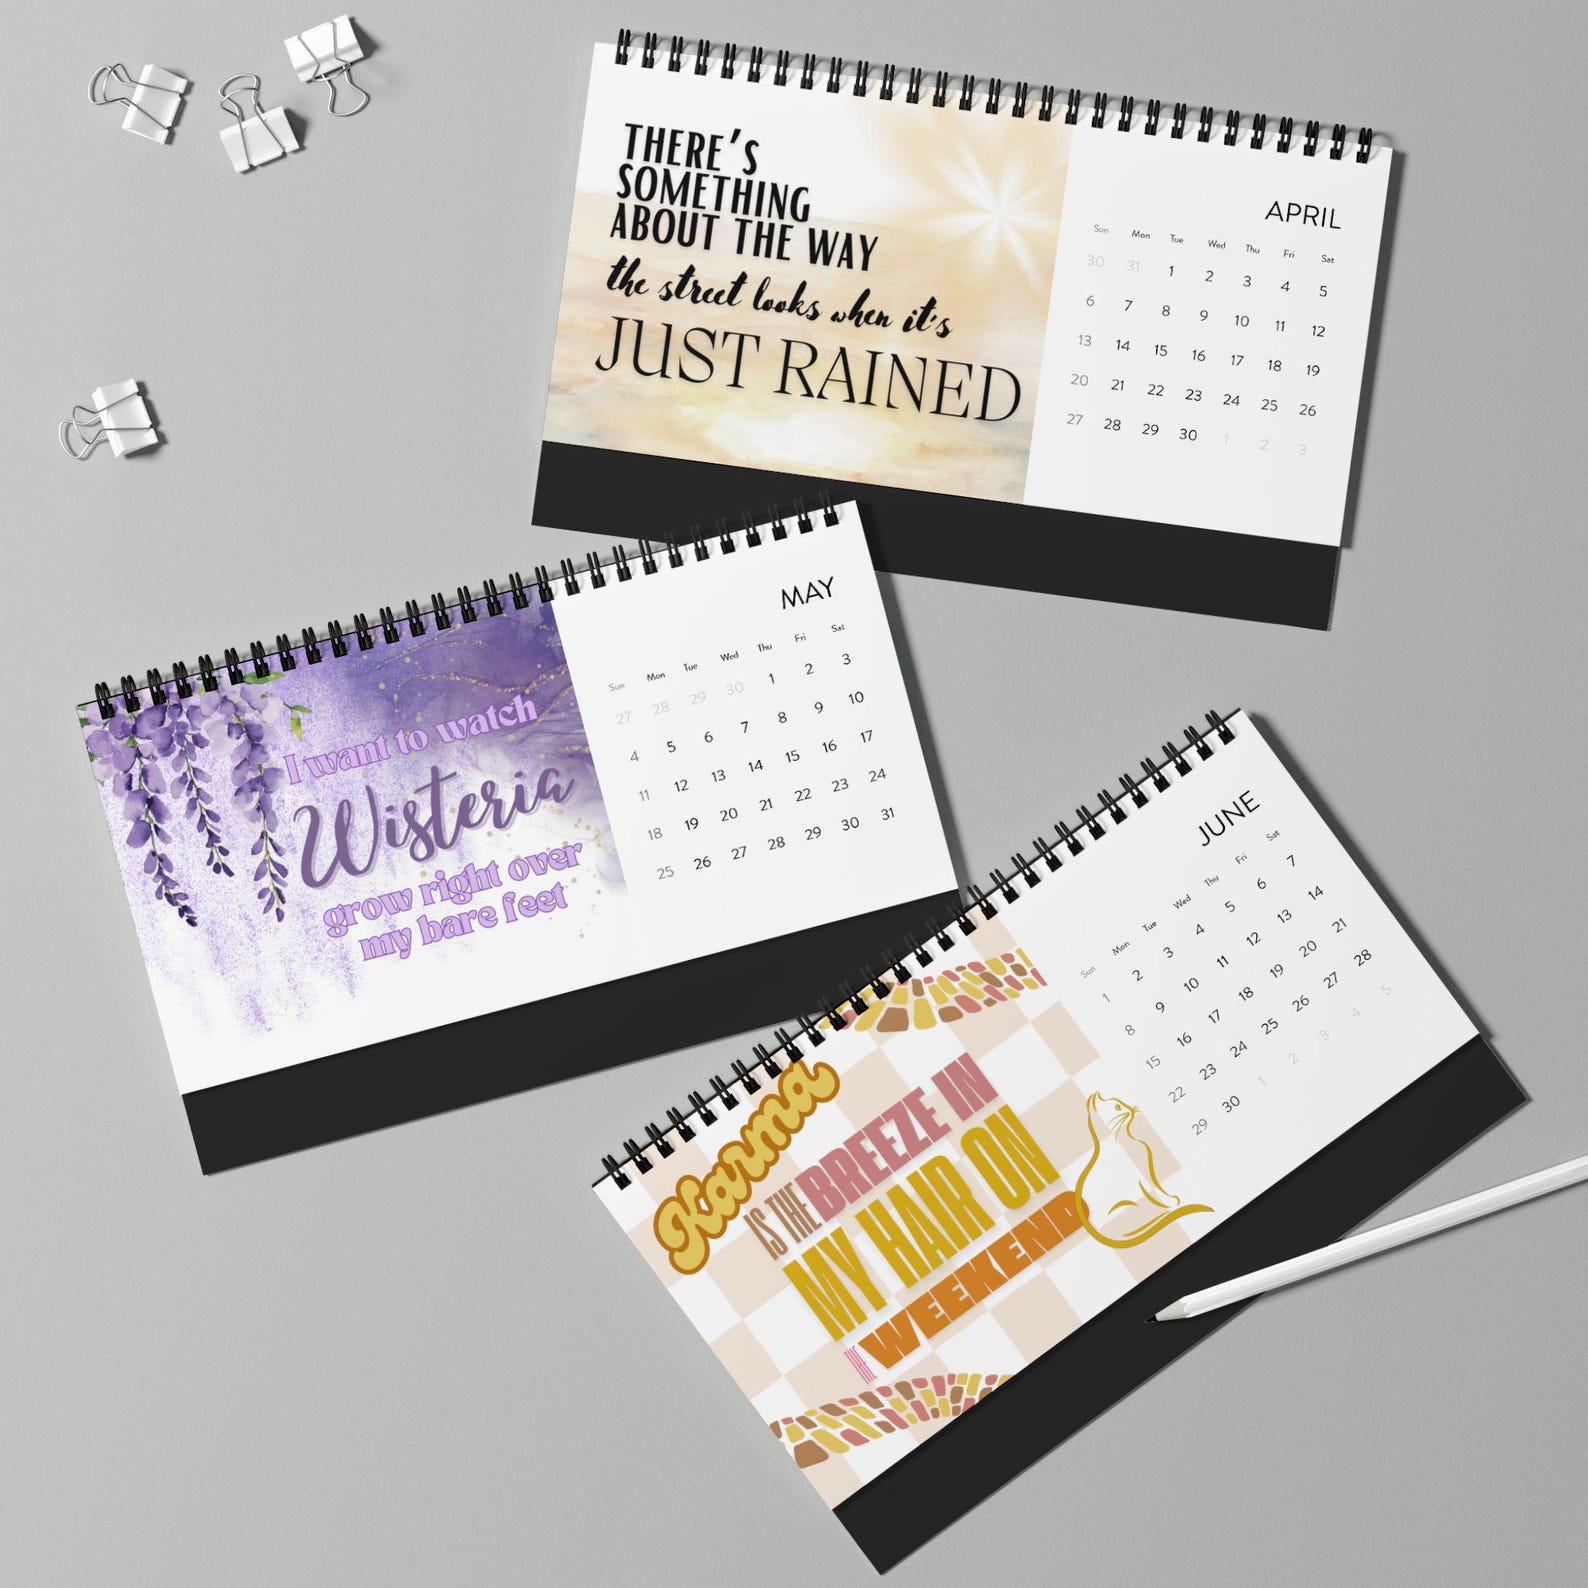 THERE'S
SOMETHING
ABOUT THE WAY
the street looks when it's
JUST RAINED
APRIL
Sun Mon Tue Wed Thu Fri Sat
30 31 1 2 3 4 5
6 7 8 9 10 11 12
13 14 15 16 17 18 19
20 21 22 23 24 25 26
27 28 29 30 1 2 3
I want to watch
Wisteria
grow right over
my bare feet
MAY
Sun Mon Tue Wed Thu Fri Sat
27 28 29 30 1 2 3
4 5 6 7 8 9 10
11 12 13 14 15 16 17
18 19 20 21 22 23 24
25 26 27 28 29 30 31
Karma
IS THE BREEZE IN
MY HAIR ON
THE WEEKEND
JUNE
Sun Mon Tue Wed Thu Fri Sat
1 2 3 4 5 6 7
8 9 10 11 12 13 14
15 16 17 18 19 20 21
22 23 24 25 26 27 28
29 30 1 2 3 4 5